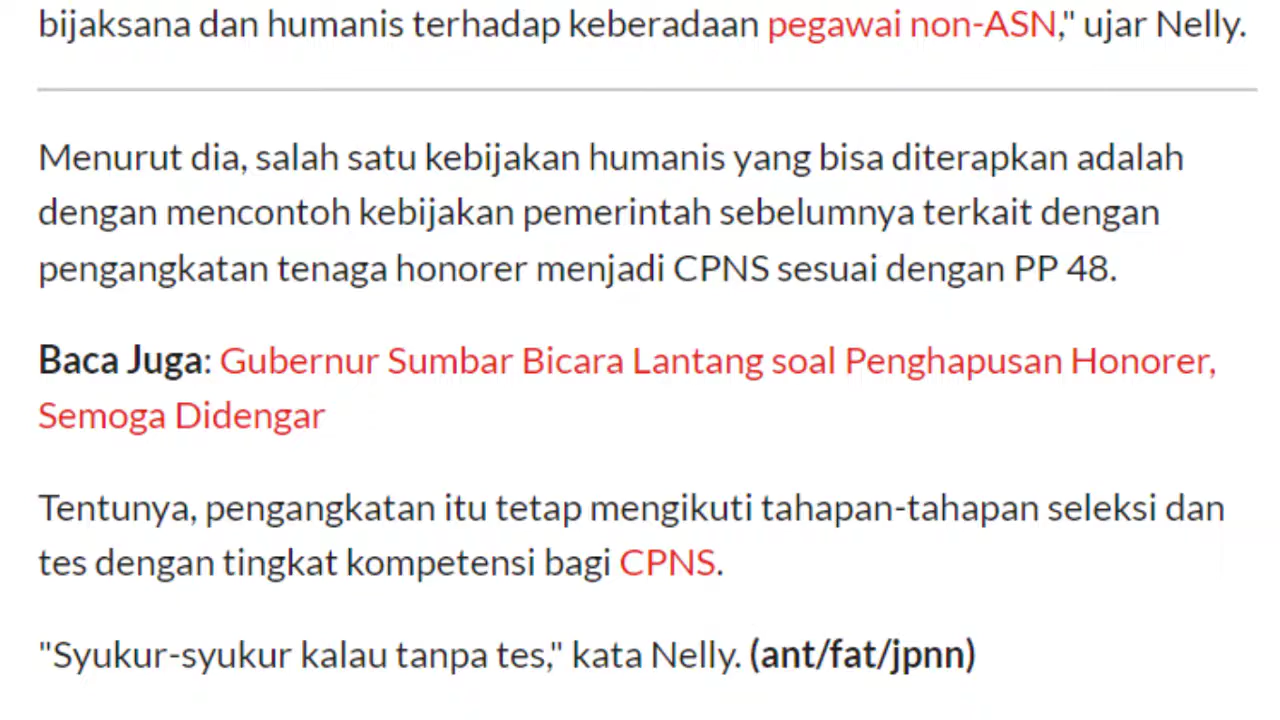 bijaksana dan humanis terhadap keberadaan pegawai non-ASN," ujar Nelly.
Menurut dia, salah satu kebijakan humanis yang bisa diterapkan adalah
dengan mencontoh kebijakan pemerintah sebelumnya terkait dengan
pengangkatan tenaga honorer menjadi CPNS sesuai dengan PP 48.
Baca Juga: Gubernur Sumbar Bicara Lantang soal Penghapusan Honorer,
Semoga Didengar
Tentunya, pengangkatan itu tetap mengikuti tahapan-tahapan seleksi dan
tes dengan tingkat kompetensi bagi CPNS.
"Syukur-syukur kalau tanpa tes," kata Nelly. (ant/fat/jpnn)